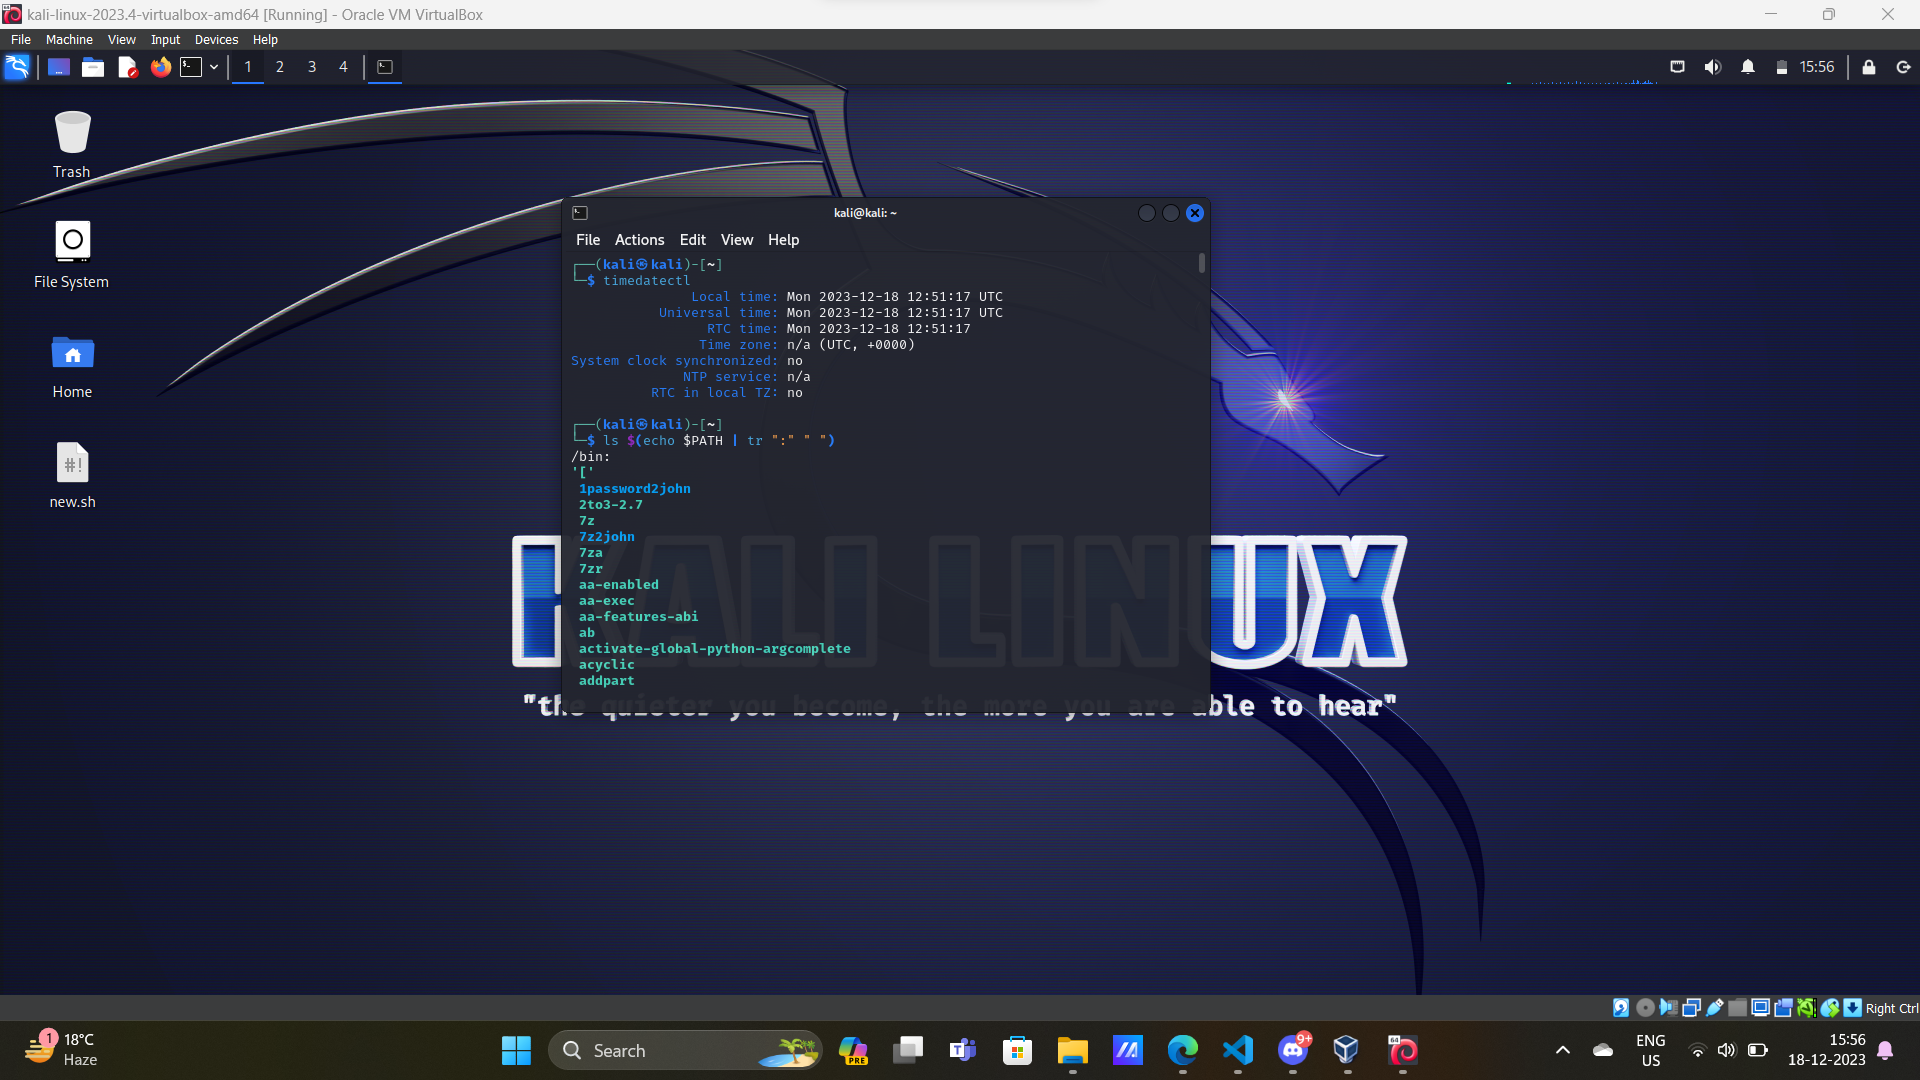 kali-linux-2023.4-virtualbox-amd64 [Running] - Oracle VM VirtualBox
File Machine View Input Devices Help
1 2 3 4
15:56
Trash
File System
Home
#!
new.sh
kali@kali: ~
File Actions Edit View Help
┌──(kali㉿kali)-[~]
└─$ timedatectl
Local time: Mon 2023-12-18 12:51:17 UTC
Universal time: Mon 2023-12-18 12:51:17 UTC
RTC time: Mon 2023-12-18 12:51:17
Time zone: n/a (UTC, +0000)
System clock synchronized: no
NTP service: n/a
RTC in local TZ: no
┌──(kali㉿kali)-[~]
└─$ ls $(echo $PATH | tr ":" " ")
/bin:
'['
1password2john
2to3-2.7
7z
7z2john
7za
7zr
aa-enabled
aa-exec
aa-features-abi
ab
activate-global-python-argcomplete
acyclic
addpart
KALI LINUX
"the quieter you become, the more you are able to hear"
Right Ctrl
1
18°C
Haze
Search
PRE
9+
64
ENG
US
15:56
18-12-2023